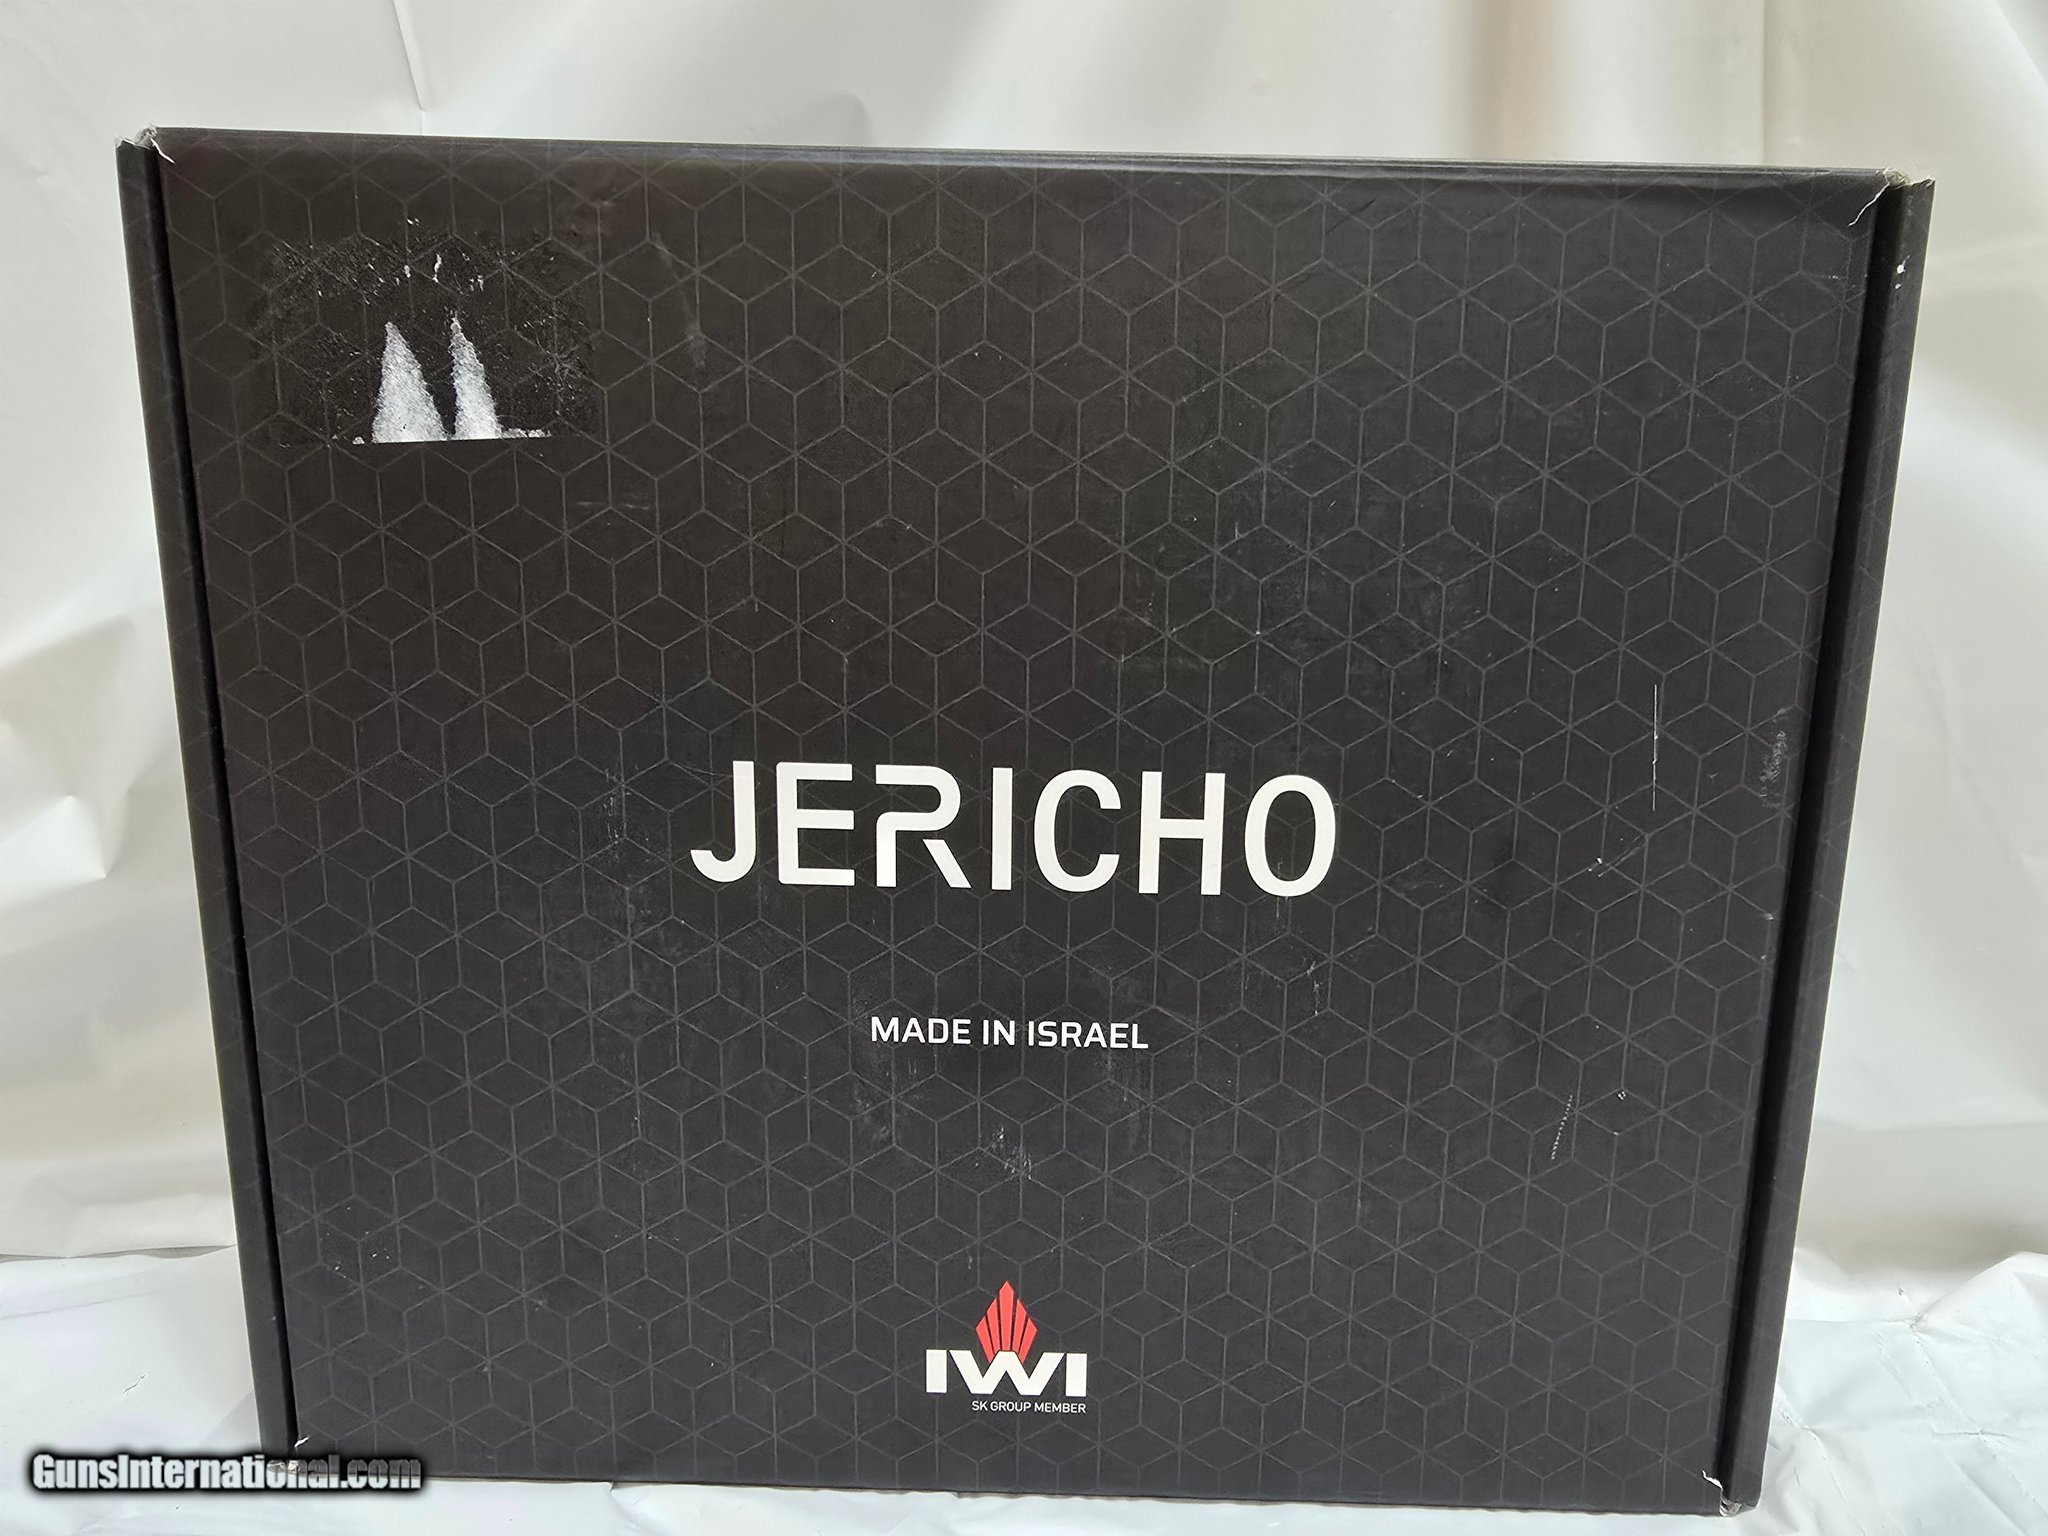 JERICHO
MADE IN ISRAEL
IWI
SK GROUP MEMBER
GunsInternational.com